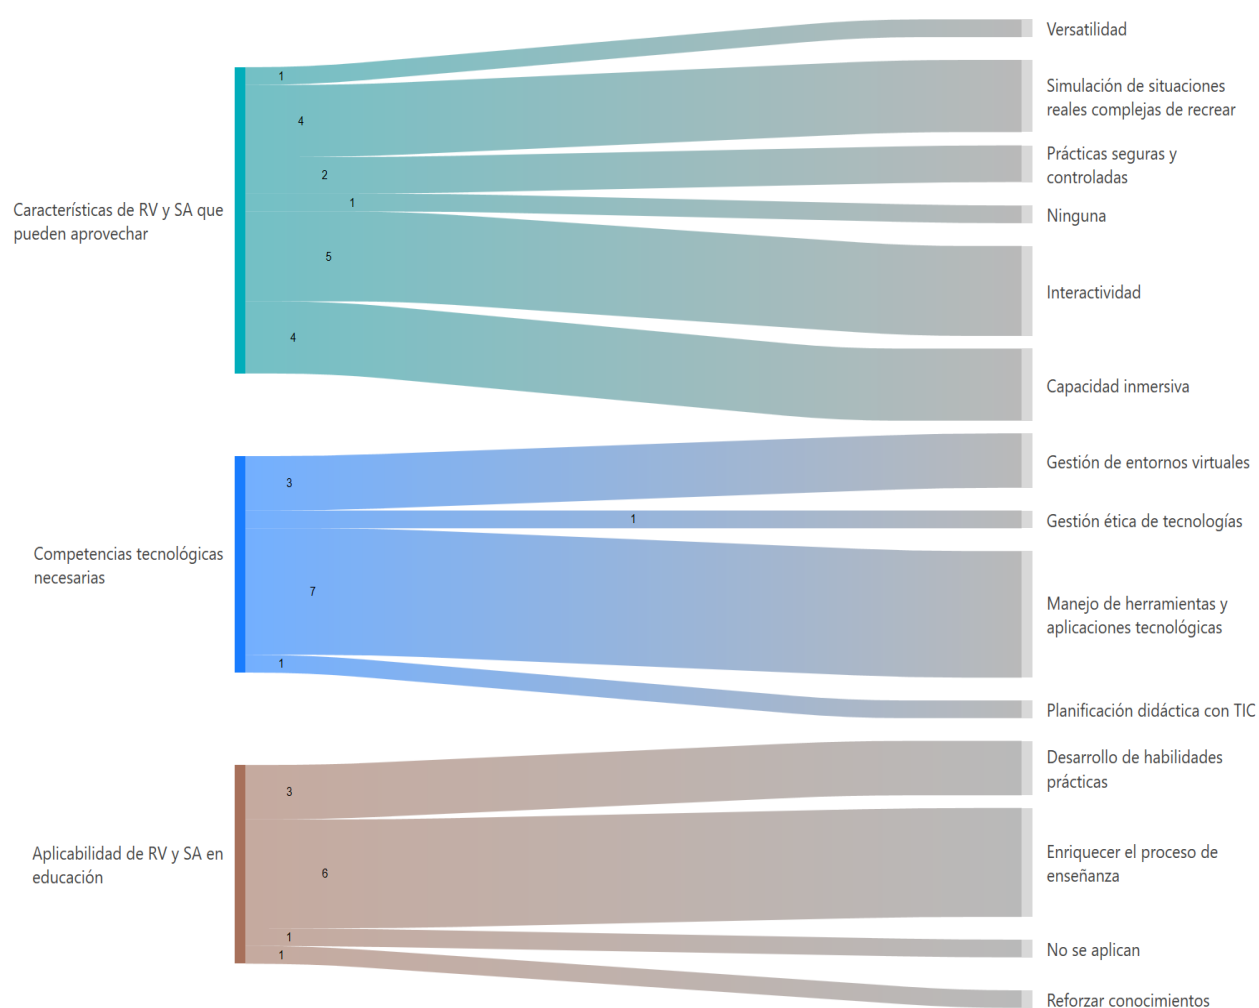 Versatilidad
1
Simulación de situaciones
reales complejas de recrear
4
Prácticas seguras y
controladas
2
Características de RV y SA que
pueden aprovechar
1
Ninguna
5
Interactividad
4
Capacidad inmersiva
3
Gestión de entornos virtuales
1
Gestión ética de tecnologías
Competencias tecnológicas
necesarias
7
Manejo de herramientas y
aplicaciones tecnológicas
1
Planificación didáctica con TIC
3
Desarrollo de habilidades
prácticas
Aplicabilidad de RV y SA en
educación
6
Enriquecer el proceso de
enseñanza
1
No se aplican
1
Reforzar conocimientos